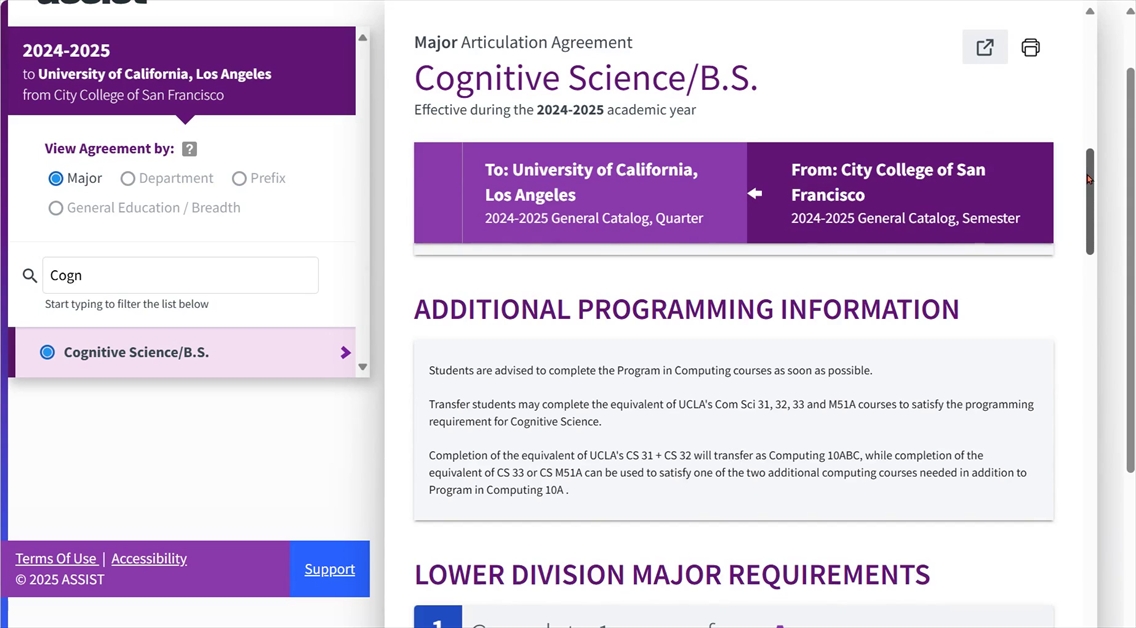 assist
2024-2025
to University of California, Los Angeles
from City College of San Francisco
View Agreement by: ?
Major Department Prefix
General Education / Breadth
Cogn
Start typing to filter the list below
Cognitive Science/B.S.
Terms Of Use | Accessibility
© 2025 ASSIST
Support
Major Articulation Agreement
Cognitive Science/B.S.
Effective during the 2024-2025 academic year
To: University of California,
Los Angeles
2024-2025 General Catalog, Quarter
From: City College of San
Francisco
2024-2025 General Catalog, Semester
ADDITIONAL PROGRAMMING INFORMATION
Students are advised to complete the Program in Computing courses as soon as possible.
Transfer students may complete the equivalent of UCLA's Com Sci 31, 32, 33 and M51A courses to satisfy the programming
requirement for Cognitive Science.
Completion of the equivalent of UCLA's CS 31 + CS 32 will transfer as Computing 10ABC, while completion of the
equivalent of CS 33 or CS M51A can be used to satisfy one of the two additional computing courses needed in addition to
Program in Computing 10A .
LOWER DIVISION MAJOR REQUIREMENTS
1